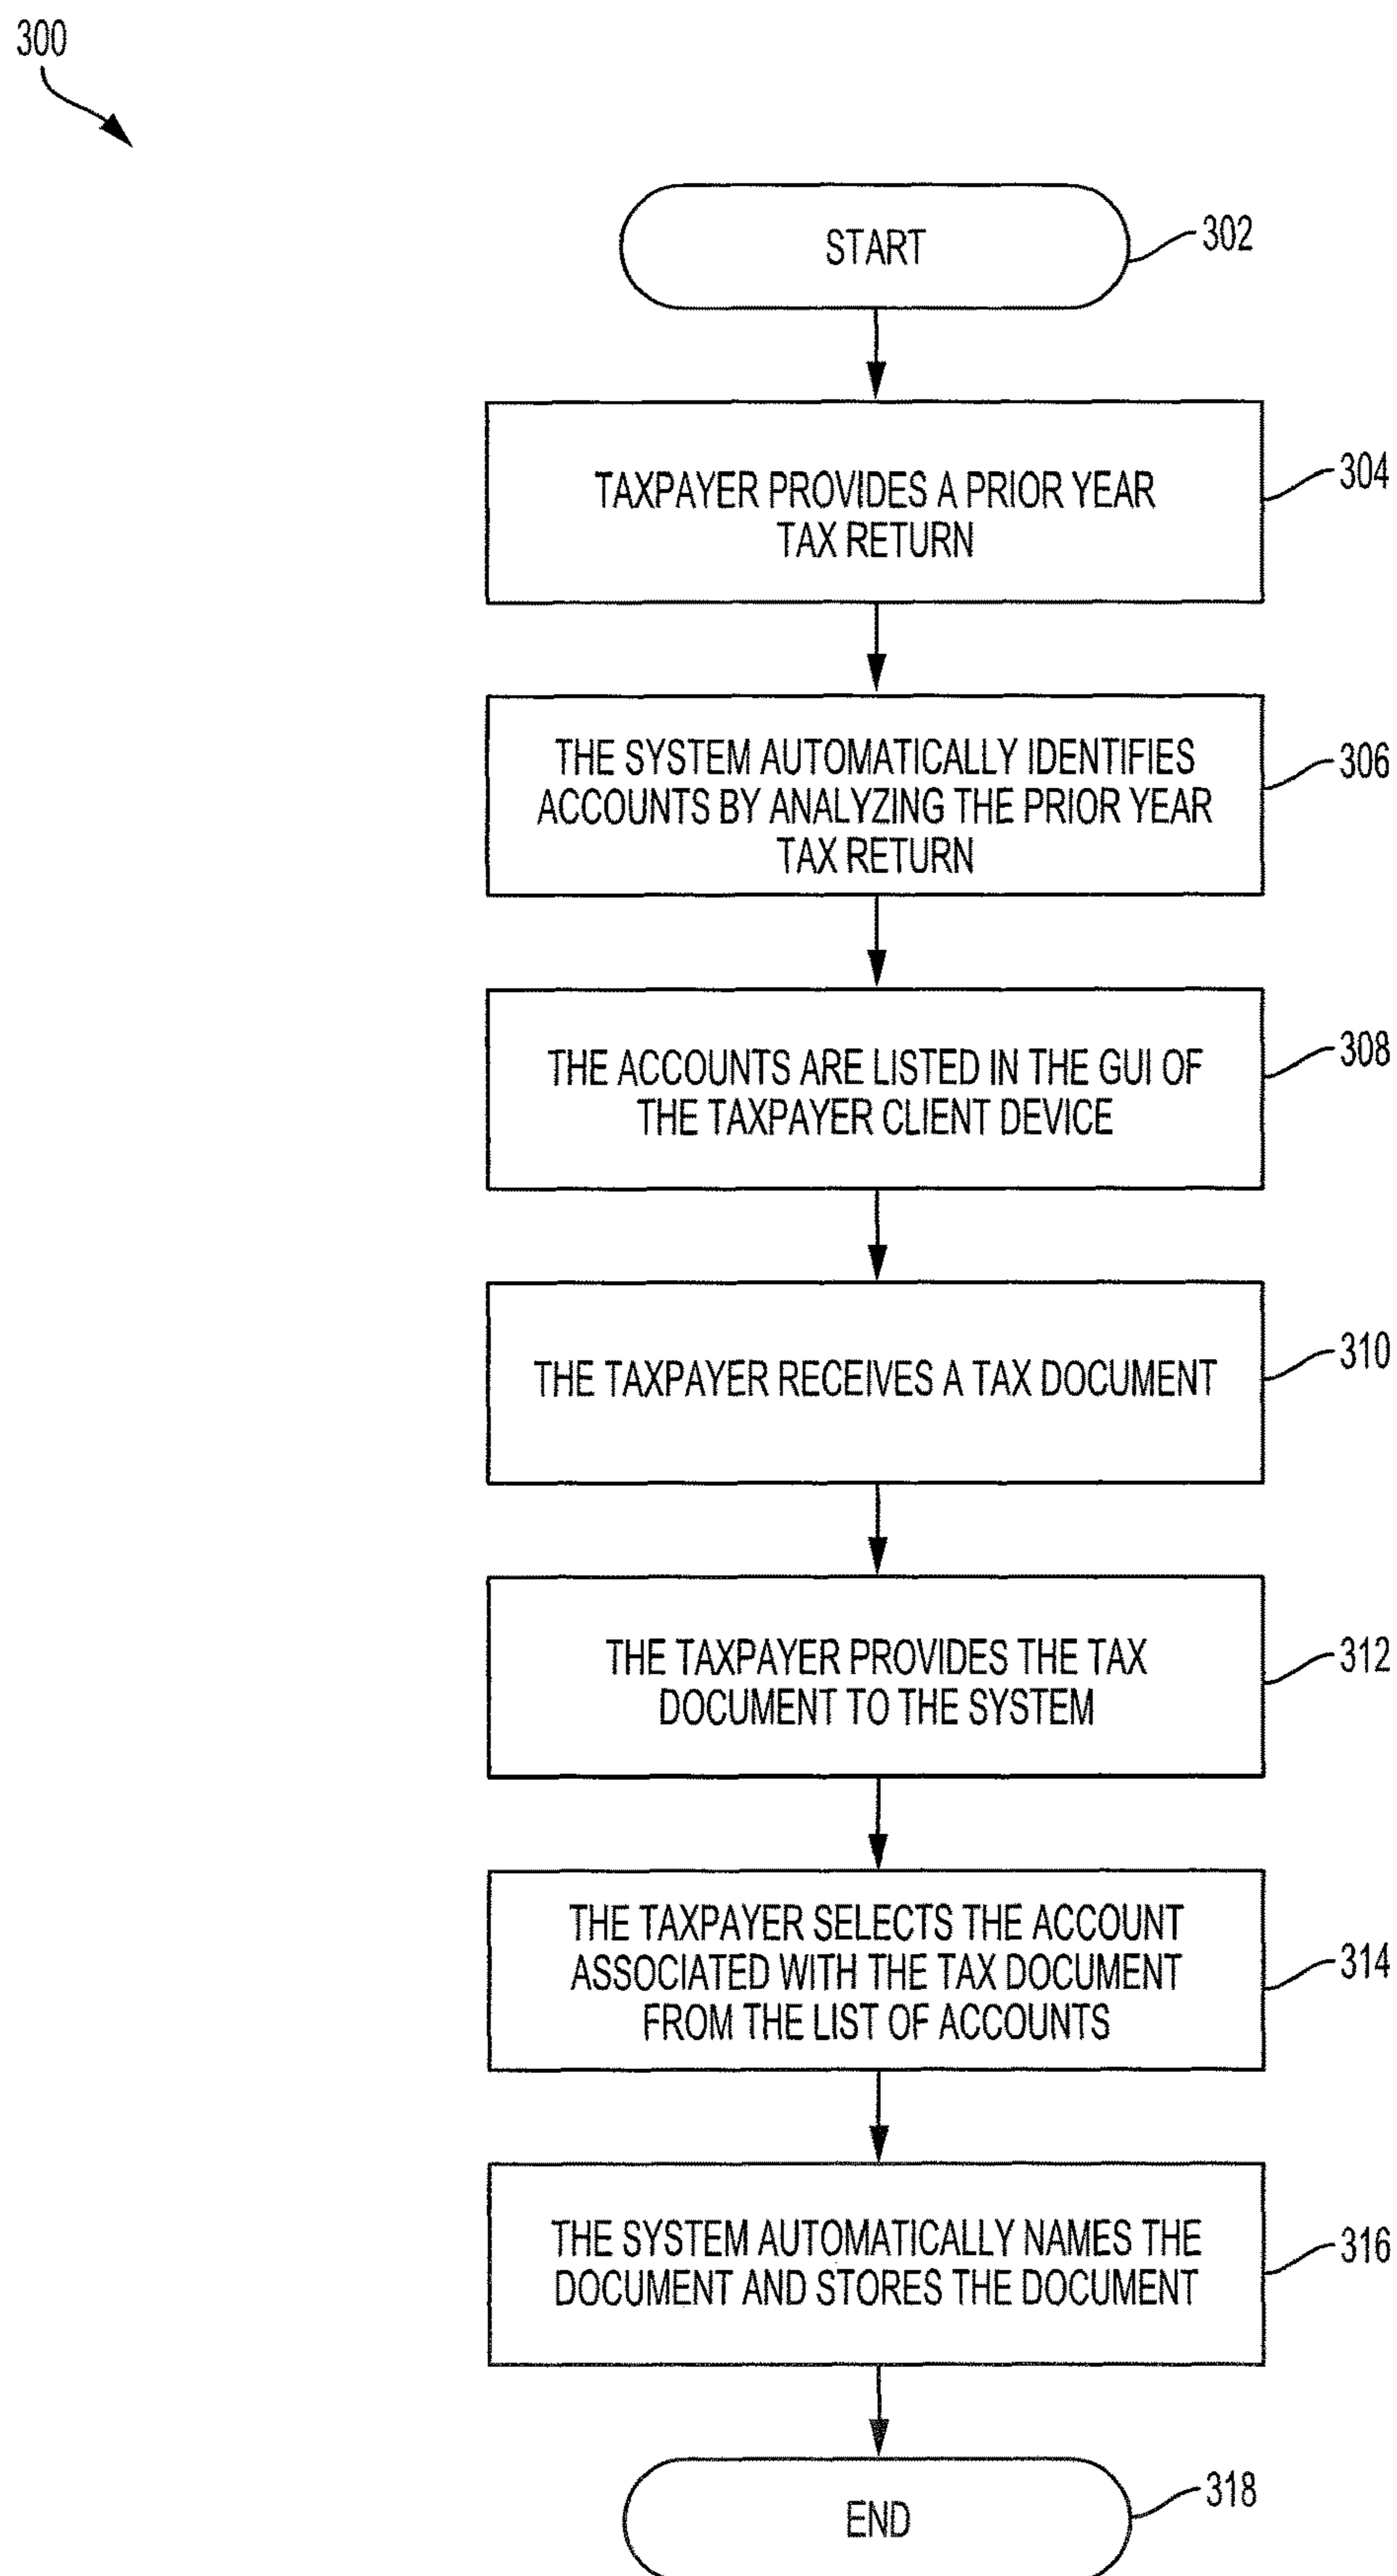 300
START
302
TAXPAYER PROVIDES A PRIOR YEAR
TAX RETURN
304
THE SYSTEM AUTOMATICALLY IDENTIFIES
ACCOUNTS BY ANALYZING THE PRIOR YEAR
TAX RETURN
306
THE ACCOUNTS ARE LISTED IN THE GUI OF
THE TAXPAYER CLIENT DEVICE
308
THE TAXPAYER RECEIVES A TAX DOCUMENT
310
THE TAXPAYER PROVIDES THE TAX
DOCUMENT TO THE SYSTEM
312
THE TAXPAYER SELECTS THE ACCOUNT
ASSOCIATED WITH THE TAX DOCUMENT
FROM THE LIST OF ACCOUNTS
314
THE SYSTEM AUTOMATICALLY NAMES THE
DOCUMENT AND STORES THE DOCUMENT
316
END
318